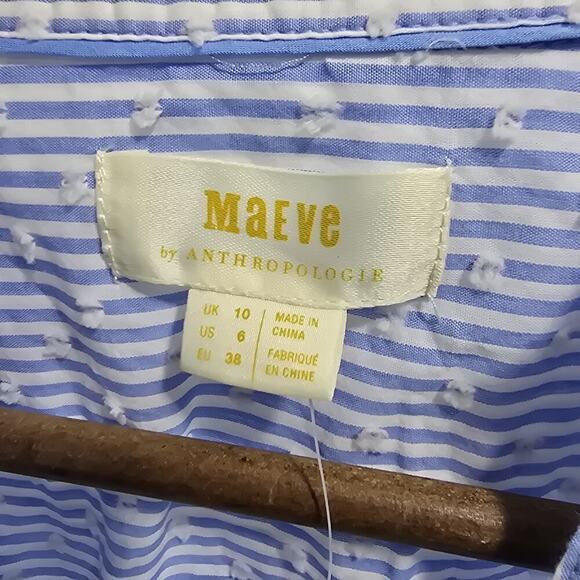 MaEve
by ANTHROPOLOGIE
UK 10
US 6
EU 38
MADE IN
CHINA
FABRIQUÉ
EN CHINE